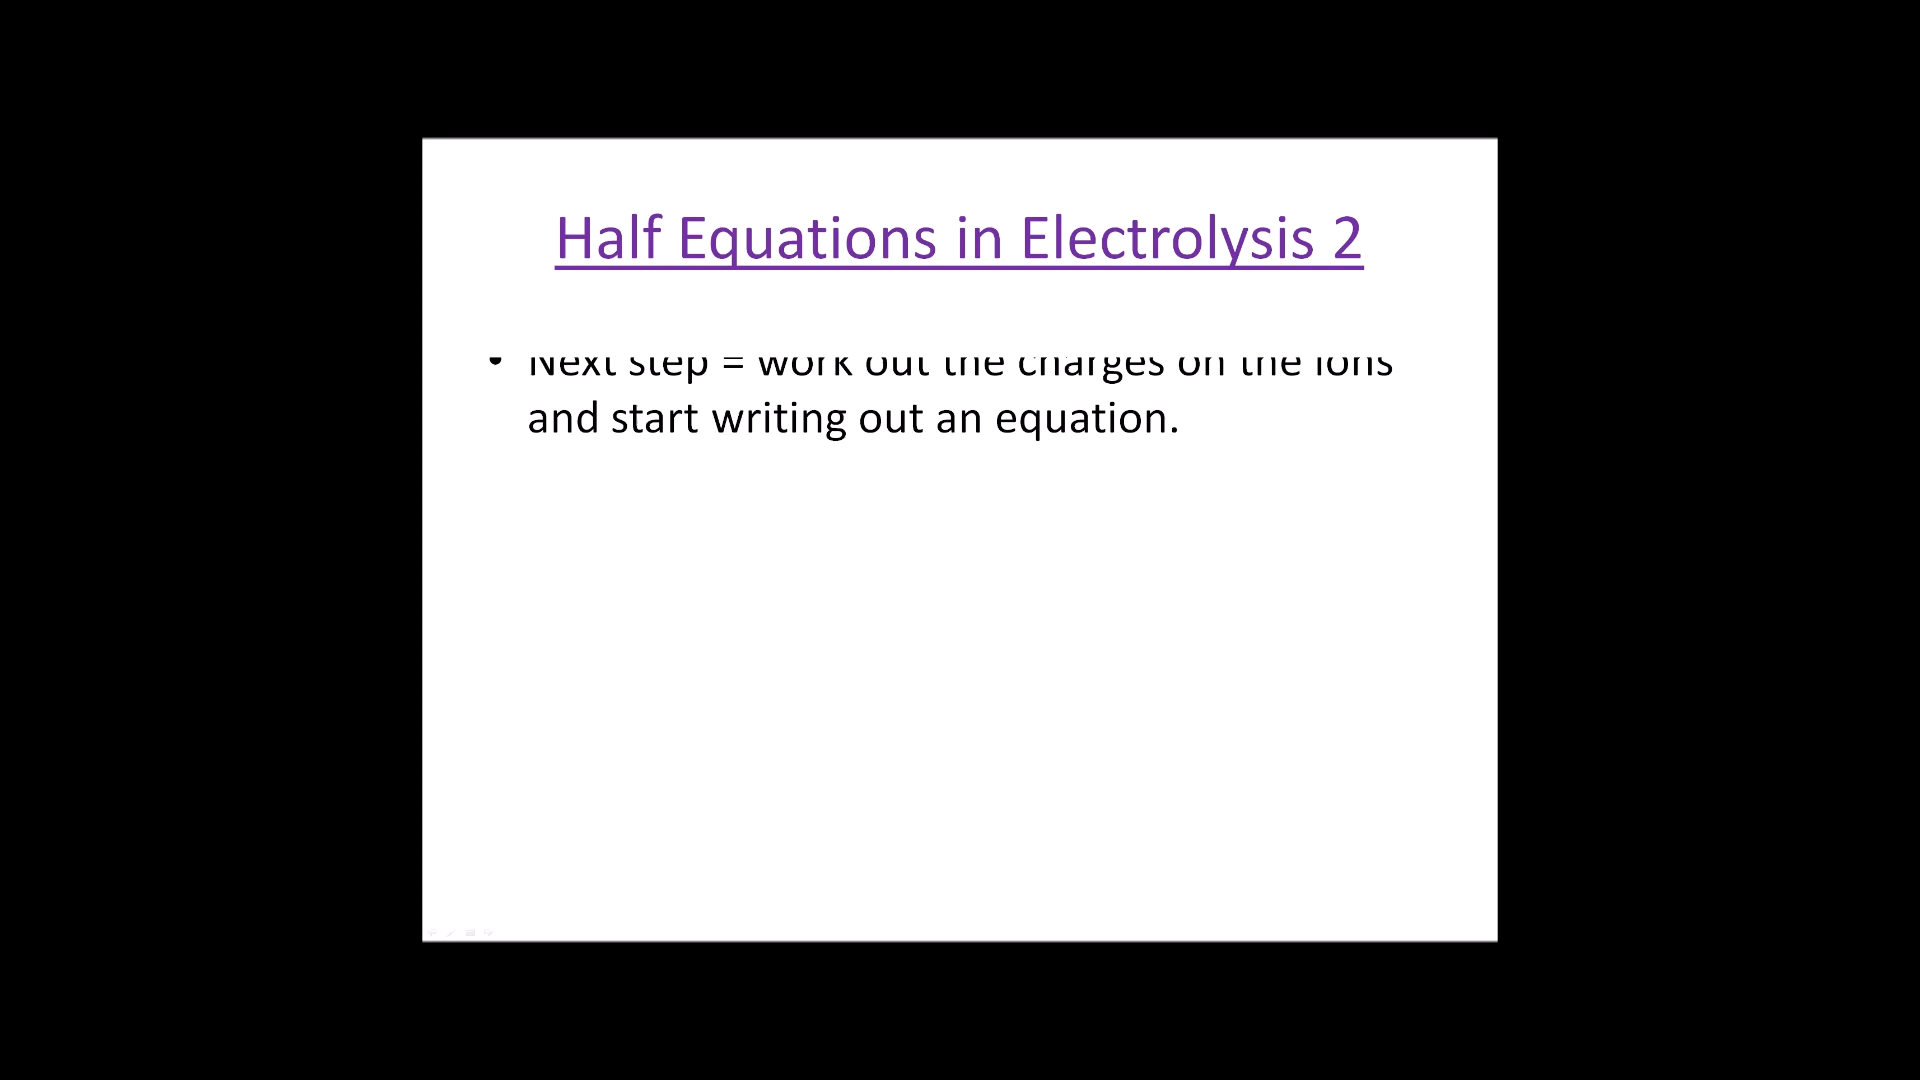 Half Equations in Electrolysis 2
• Next step = work out the charges on the ions
and start writing out an equation.